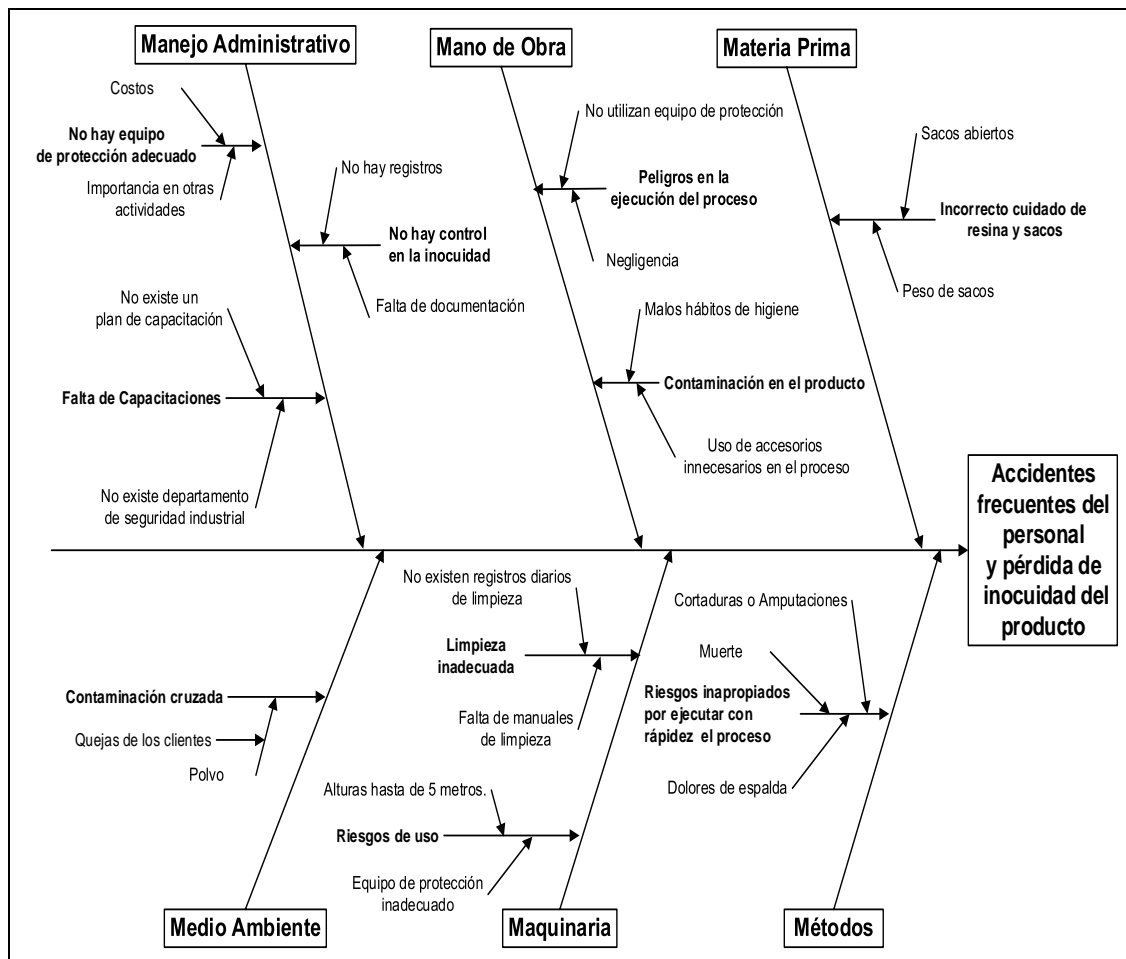 Manejo Administrativo
Mano de Obra
Materia Prima
Costos
No hay equipo
de protección adecuado
Importancia en otras
actividades
No hay registros
No hay control
en la inocuidad
Falta de documentación
No existe un
plan de capacitación
Falta de Capacitaciones
No existe departamento
de seguridad industrial
No utilizan equipo de protección
Peligros en la
ejecución del proceso
Negligencia
Malos hábitos de higiene
Contaminación en el producto
Uso de accesorios
innecesarios en el proceso
Sacos abiertos
Incorrecto cuidado de
resina y sacos
Peso de sacos
Accidentes
frecuentes del
personal
y pérdida de
inocuidad del
producto
Contaminación cruzada
Quejas de los clientes
Polvo
No existen registros diarios
de limpieza
Limpieza
inadecuada
Falta de manuales
de limpieza
Alturas hasta de 5 metros.
Riesgos de uso
Equipo de protección
inadecuado
Cortaduras o Amputaciones
Muerte
Riesgos inapropiados
por ejecutar con
rápidez el proceso
Dolores de espalda
Medio Ambiente
Maquinaria
Métodos